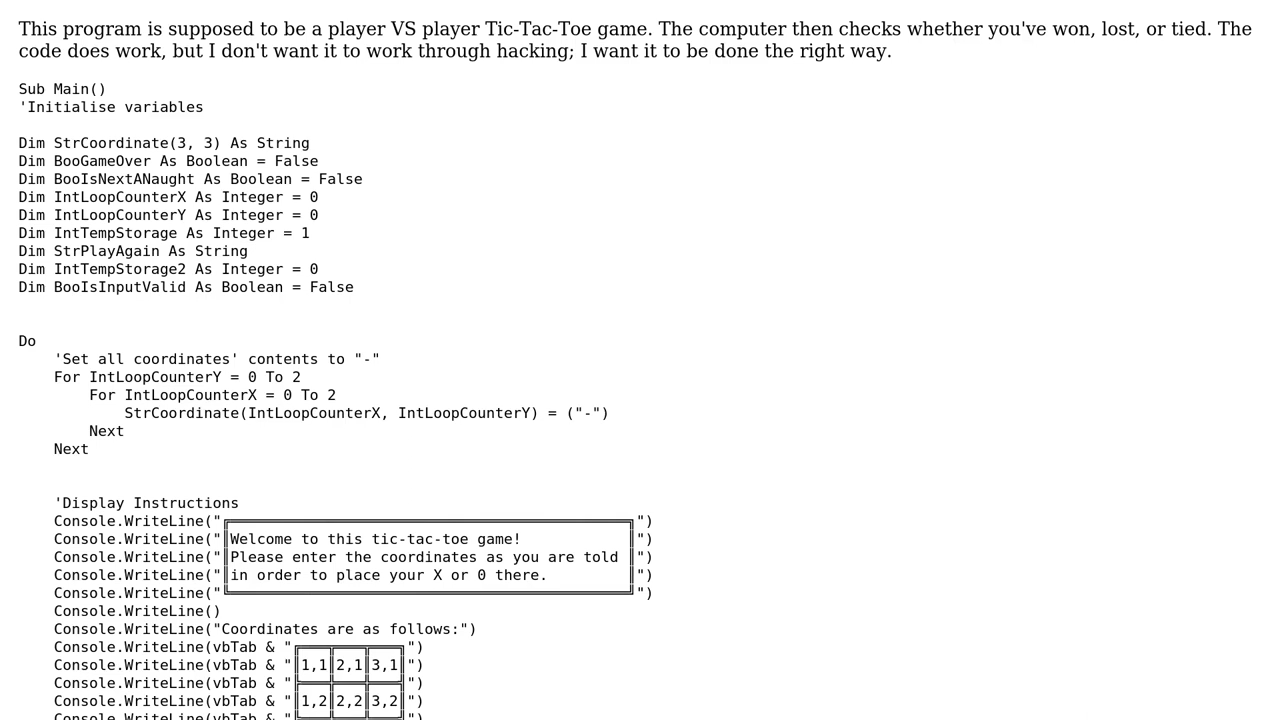 This program is supposed to be a player VS player Tic-Tac-Toe game. The computer then checks whether you've won, lost, or tied. The
code does work, but I don't want it to work through hacking; I want it to be done the right way.
Sub Main()
'Initialise variables
Dim StrCoordinate(3, 3) As String
Dim BooGameOver As Boolean = False
Dim BooIsNextANaught As Boolean = False
Dim IntLoopCounterX As Integer = 0
Dim IntLoopCounterY As Integer = 0
Dim IntTempStorage As Integer = 1
Dim StrPlayAgain As String
Dim IntTempStorage2 As Integer = 0
Dim BooIsInputValid As Boolean = False
Do
    'Set all coordinates' contents to "-"
    For IntLoopCounterY = 0 To 2
        For IntLoopCounterX = 0 To 2
            StrCoordinate(IntLoopCounterX, IntLoopCounterY) = ("-")
        Next
    Next
    'Display Instructions
    Console.WriteLine("╔══════════════════════════════════════════════╗")
    Console.WriteLine("║Welcome to this tic-tac-toe game!            ║")
    Console.WriteLine("║Please enter the coordinates as you are told ║")
    Console.WriteLine("║in order to place your X or 0 there.         ║")
    Console.WriteLine("╚══════════════════════════════════════════════╝")
    Console.WriteLine()
    Console.WriteLine("Coordinates are as follows:")
    Console.WriteLine(vbTab & "╔═══╦═══╦═══╗")
    Console.WriteLine(vbTab & "║1,1║2,1║3,1║")
    Console.WriteLine(vbTab & "╠═══╬═══╬═══╣")
    Console.WriteLine(vbTab & "║1,2║2,2║3,2║")
    Console.WriteLine(vbTab & "╠═══╬═══╬═══╣")